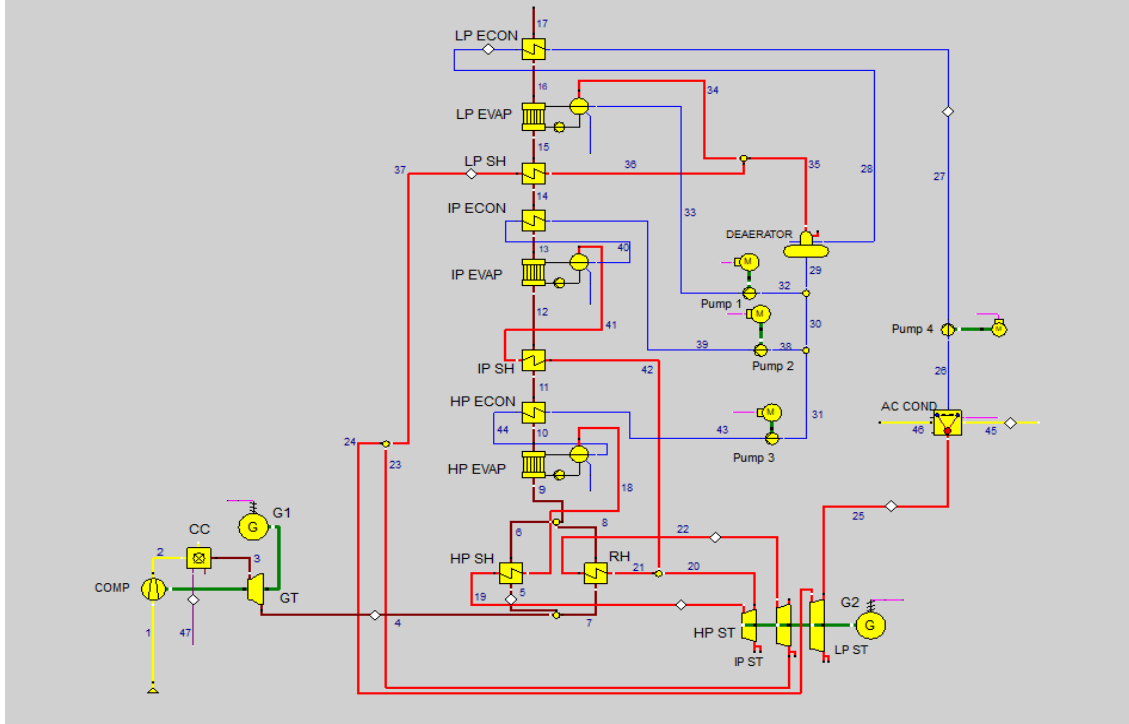 17
LP ECON
16
34
LP EVAP
15
LP SH
36
35
28
37
27
14
IP ECON
33
DEAERATOR
13
40
M
29
IP EVAP
32
Pump 1
M
12
41
30
Pump 4
M
39
38
Pump 2
26
IP SH
42
11
HP ECON
AC COND
M
44
10
43
31
46
45
24
23
Pump 3
HP EVAP
9
18
25
G1
G
CC
6
8
22
2
3
HP SH
RH
21
20
COMP
GT
19
5
G2
4
7
G
1
47
HP ST
LP ST
IP ST